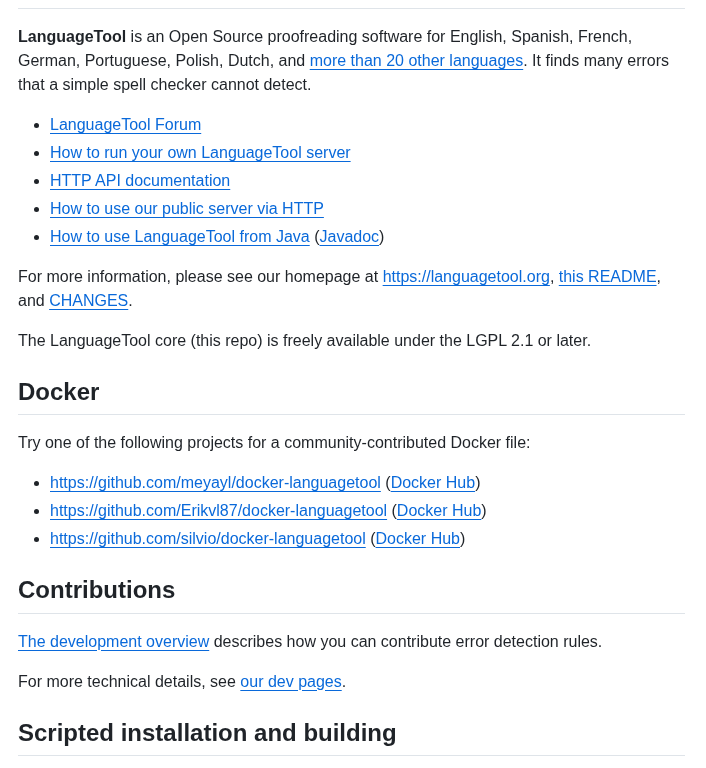 LanguageTool is an Open Source proofreading software for English, Spanish, French,
German, Portuguese, Polish, Dutch, and more than 20 other languages. It finds many errors
that a simple spell checker cannot detect.
• LanguageTool Forum
• How to run your own LanguageTool server
• HTTP API documentation
• How to use our public server via HTTP
• How to use LanguageTool from Java (Javadoc)
For more information, please see our homepage at https://languagetool.org, this README,
and CHANGES.
The LanguageTool core (this repo) is freely available under the LGPL 2.1 or later.
Docker
Try one of the following projects for a community-contributed Docker file:
• https://github.com/meyayl/docker-languagetool (Docker Hub)
• https://github.com/Erikvl87/docker-languagetool (Docker Hub)
• https://github.com/silvio/docker-languagetool (Docker Hub)
Contributions
The development overview describes how you can contribute error detection rules.
For more technical details, see our dev pages.
Scripted installation and building